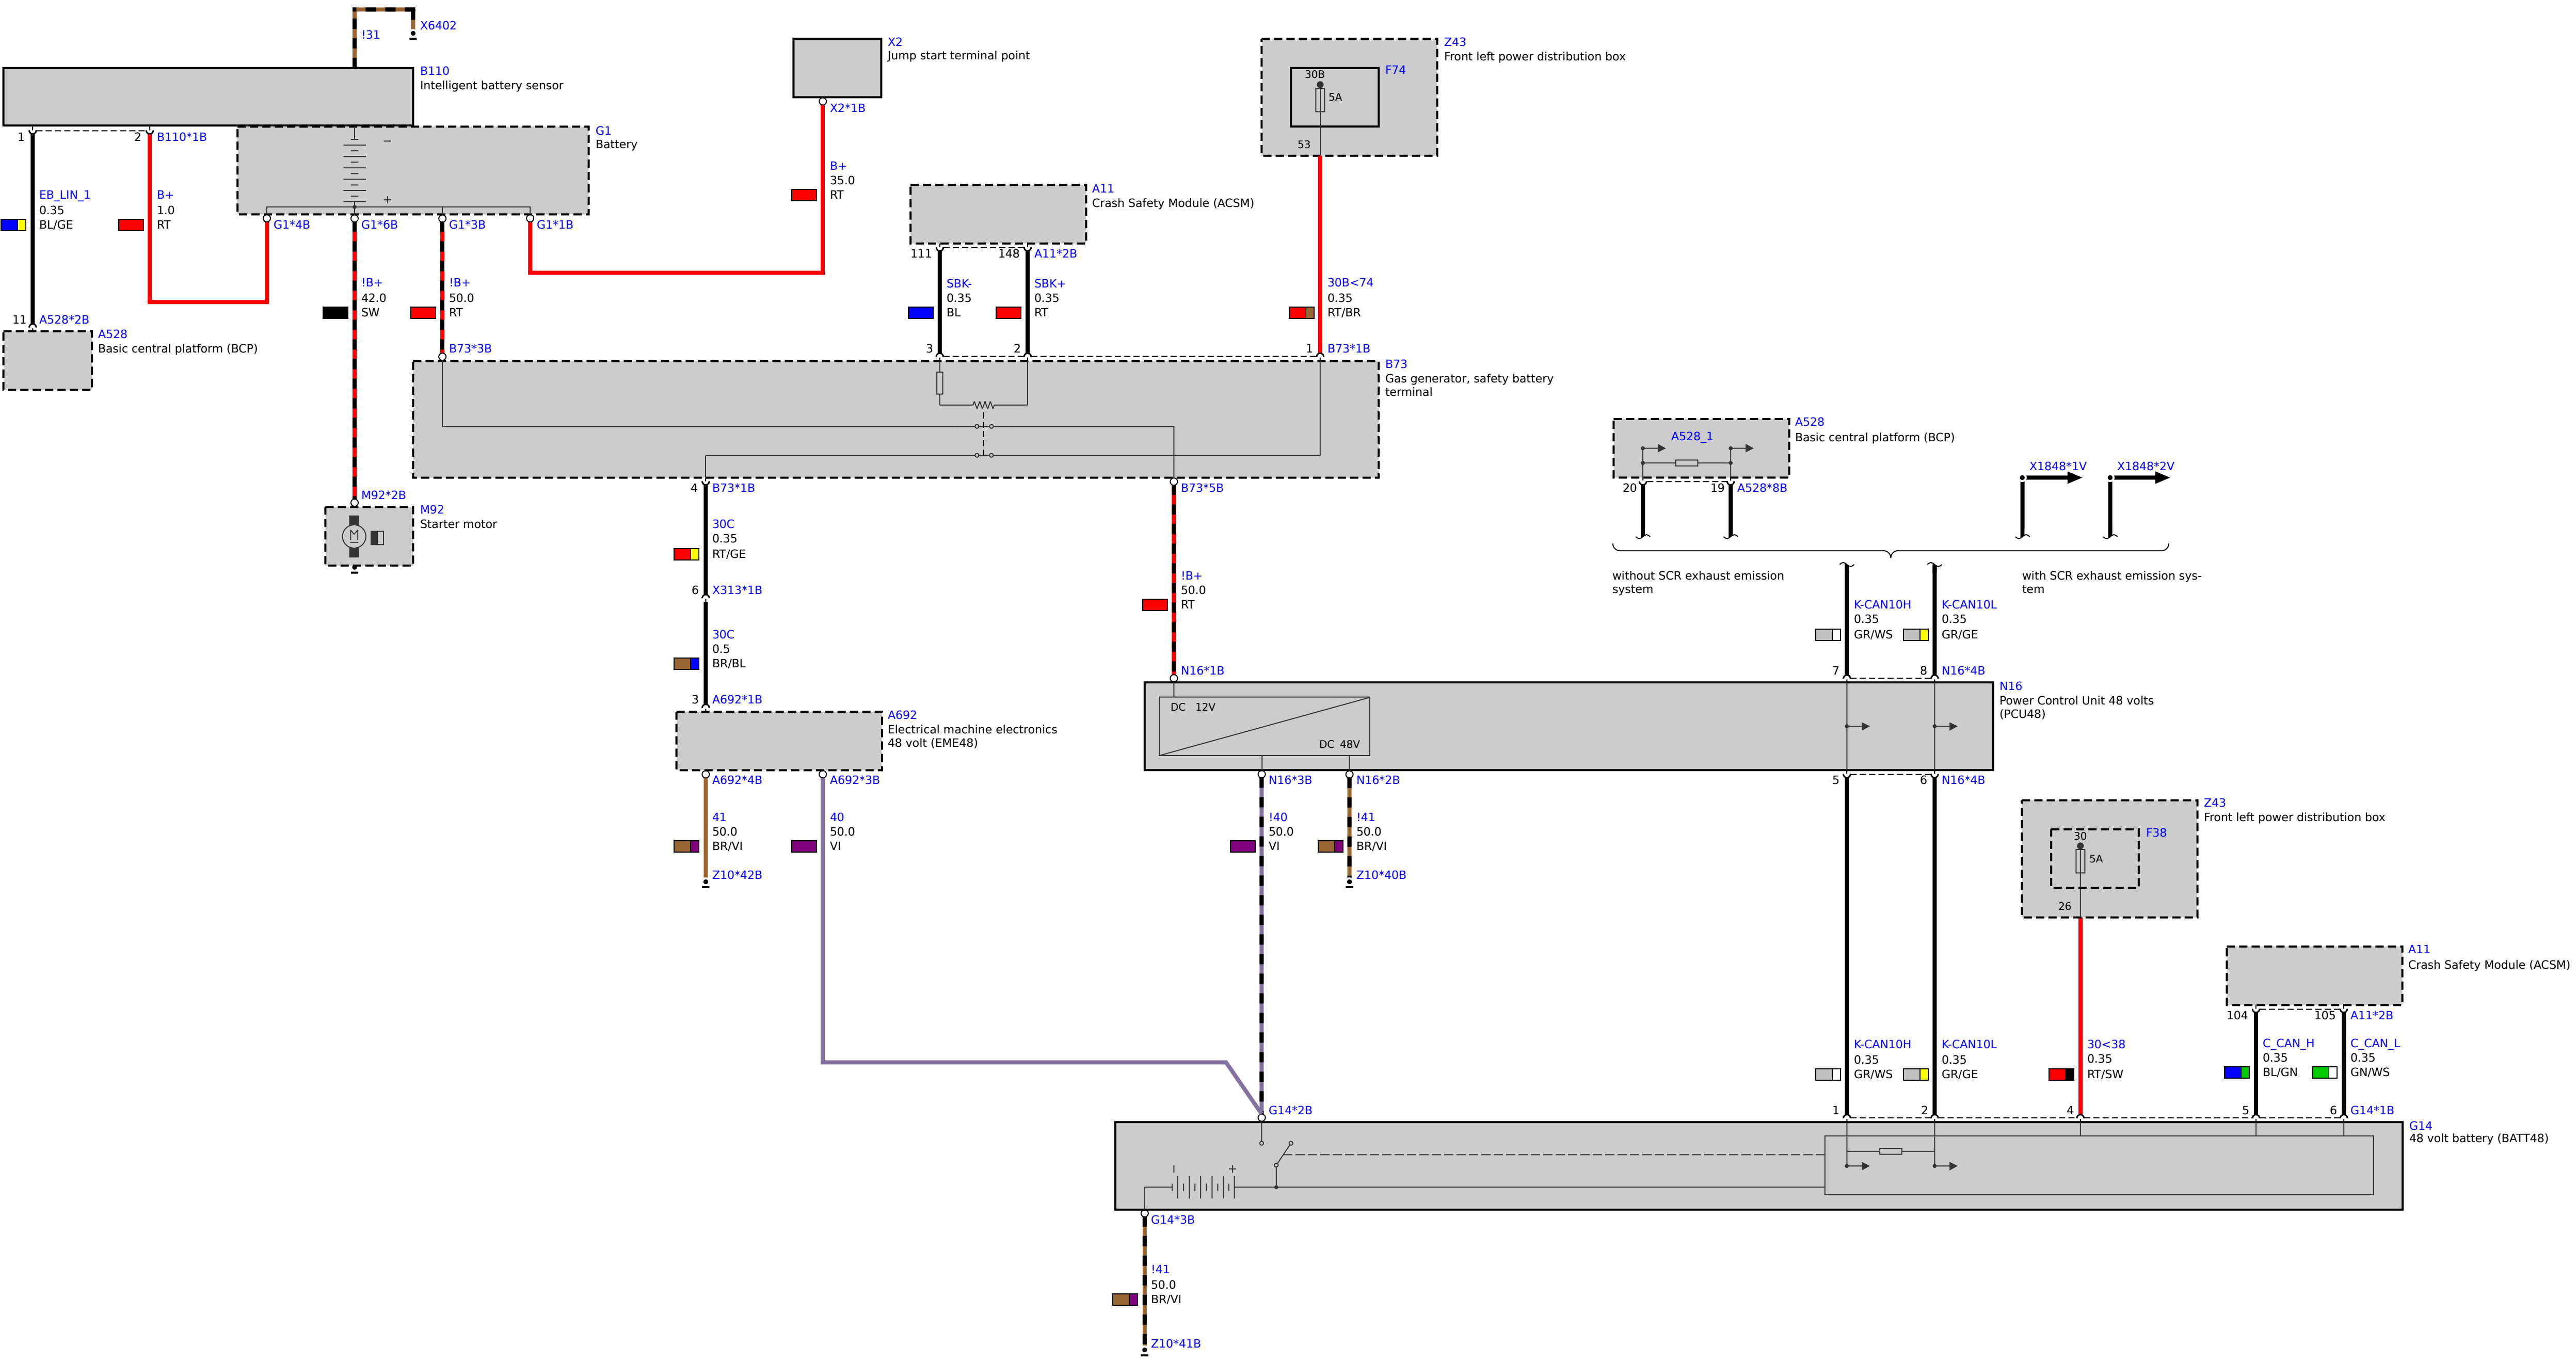 !31
X6402
B110
Intelligent battery sensor
1
2
B110*1B
EB_LIN_1
0.35
BL/GE
B+
1.0
RT
11
A528*2B
A528
Basic central platform (BCP)
G1
Battery
−
+
G1*4B
G1*6B
G1*3B
G1*1B
!B+
42.0
SW
!B+
50.0
RT
M92*2B
M92
Starter motor
M
X2
Jump start terminal point
X2*1B
B+
35.0
RT
A11
Crash Safety Module (ACSM)
111
148
A11*2B
SBK-
0.35
BL
SBK+
0.35
RT
Z43
Front left power distribution box
F74
30B
5A
53
30B<74
0.35
RT/BR
B73*3B
3
2
1
B73*1B
B73
Gas generator, safety battery
terminal
4
B73*1B
B73*5B
30C
0.35
RT/GE
6
X313*1B
30C
0.5
BR/BL
3
A692*1B
A692
Electrical machine electronics
48 volt (EME48)
A692*4B
A692*3B
41
50.0
BR/VI
Z10*42B
40
50.0
VI
!B+
50.0
RT
N16*1B
DC 12V
DC 48V
N16*3B
N16*2B
!40
50.0
VI
!41
50.0
BR/VI
Z10*40B
A528
Basic central platform (BCP)
A528_1
20
19
A528*8B
X1848*1V
X1848*2V
without SCR exhaust emission
system
with SCR exhaust emission sys-
tem
K-CAN10H
0.35
GR/WS
K-CAN10L
0.35
GR/GE
7
8
N16*4B
N16
Power Control Unit 48 volts
(PCU48)
5
6
N16*4B
Z43
Front left power distribution box
F38
30
5A
26
A11
Crash Safety Module (ACSM)
104
105
A11*2B
K-CAN10H
0.35
GR/WS
K-CAN10L
0.35
GR/GE
30<38
0.35
RT/SW
C_CAN_H
0.35
BL/GN
C_CAN_L
0.35
GN/WS
G14*2B
1
2
4
5
6
G14*1B
G14
48 volt battery (BATT48)
+
G14*3B
!41
50.0
BR/VI
Z10*41B